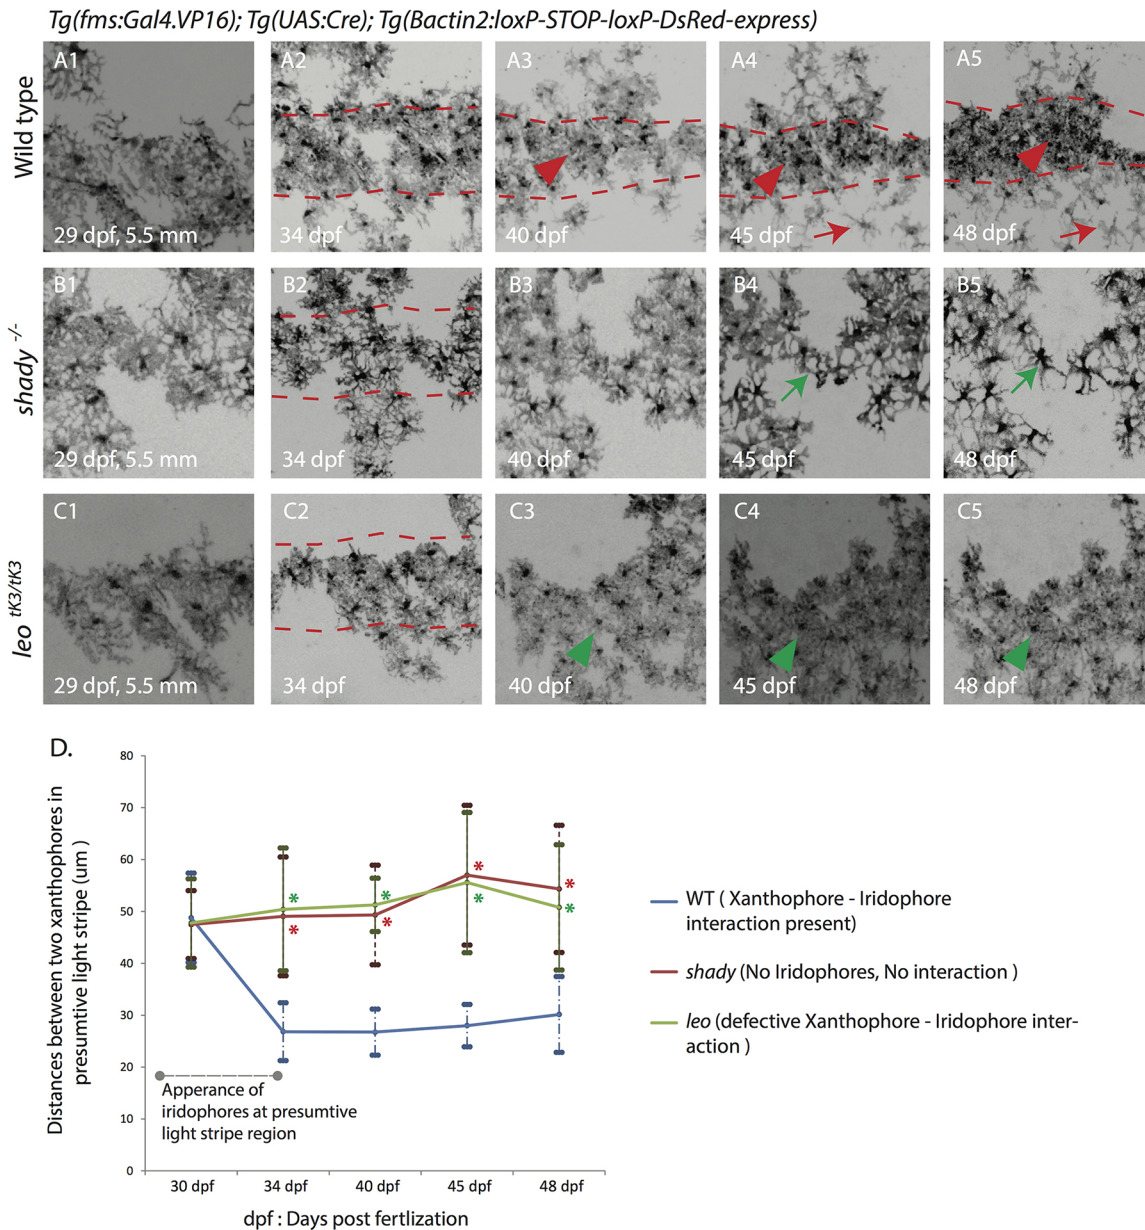 Tg(fms:Gal4.VP16); Tg(UAS:Cre); Tg(Bactin2:loxP-STOP-loxP-DsRed-express)
Wild type
A1
29 dpf, 5.5 mm
A2
34 dpf
A3
40 dpf
A4
45 dpf
A5
48 dpf
shady -/-
B1
29 dpf, 5.5 mm
B2
34 dpf
B3
40 dpf
B4
45 dpf
B5
48 dpf
leo tK3/tK3
C1
29 dpf, 5.5 mm
C2
34 dpf
C3
40 dpf
C4
45 dpf
C5
48 dpf
D.
Distances between two xanthophores in
presumtive light stripe (um )
80
70
60
50
40
30
20
10
0
* * * *
* * * *
Apperance of
iridophores at presumtive
light stripe region
30 dpf
34 dpf
40 dpf
45 dpf
48 dpf
dpf : Days post fertlization
WT ( Xanthophore - Iridophore
interaction present)
shady (No Iridophores, No interaction )
leo (defective Xanthophore - Iridophore inter-
action )